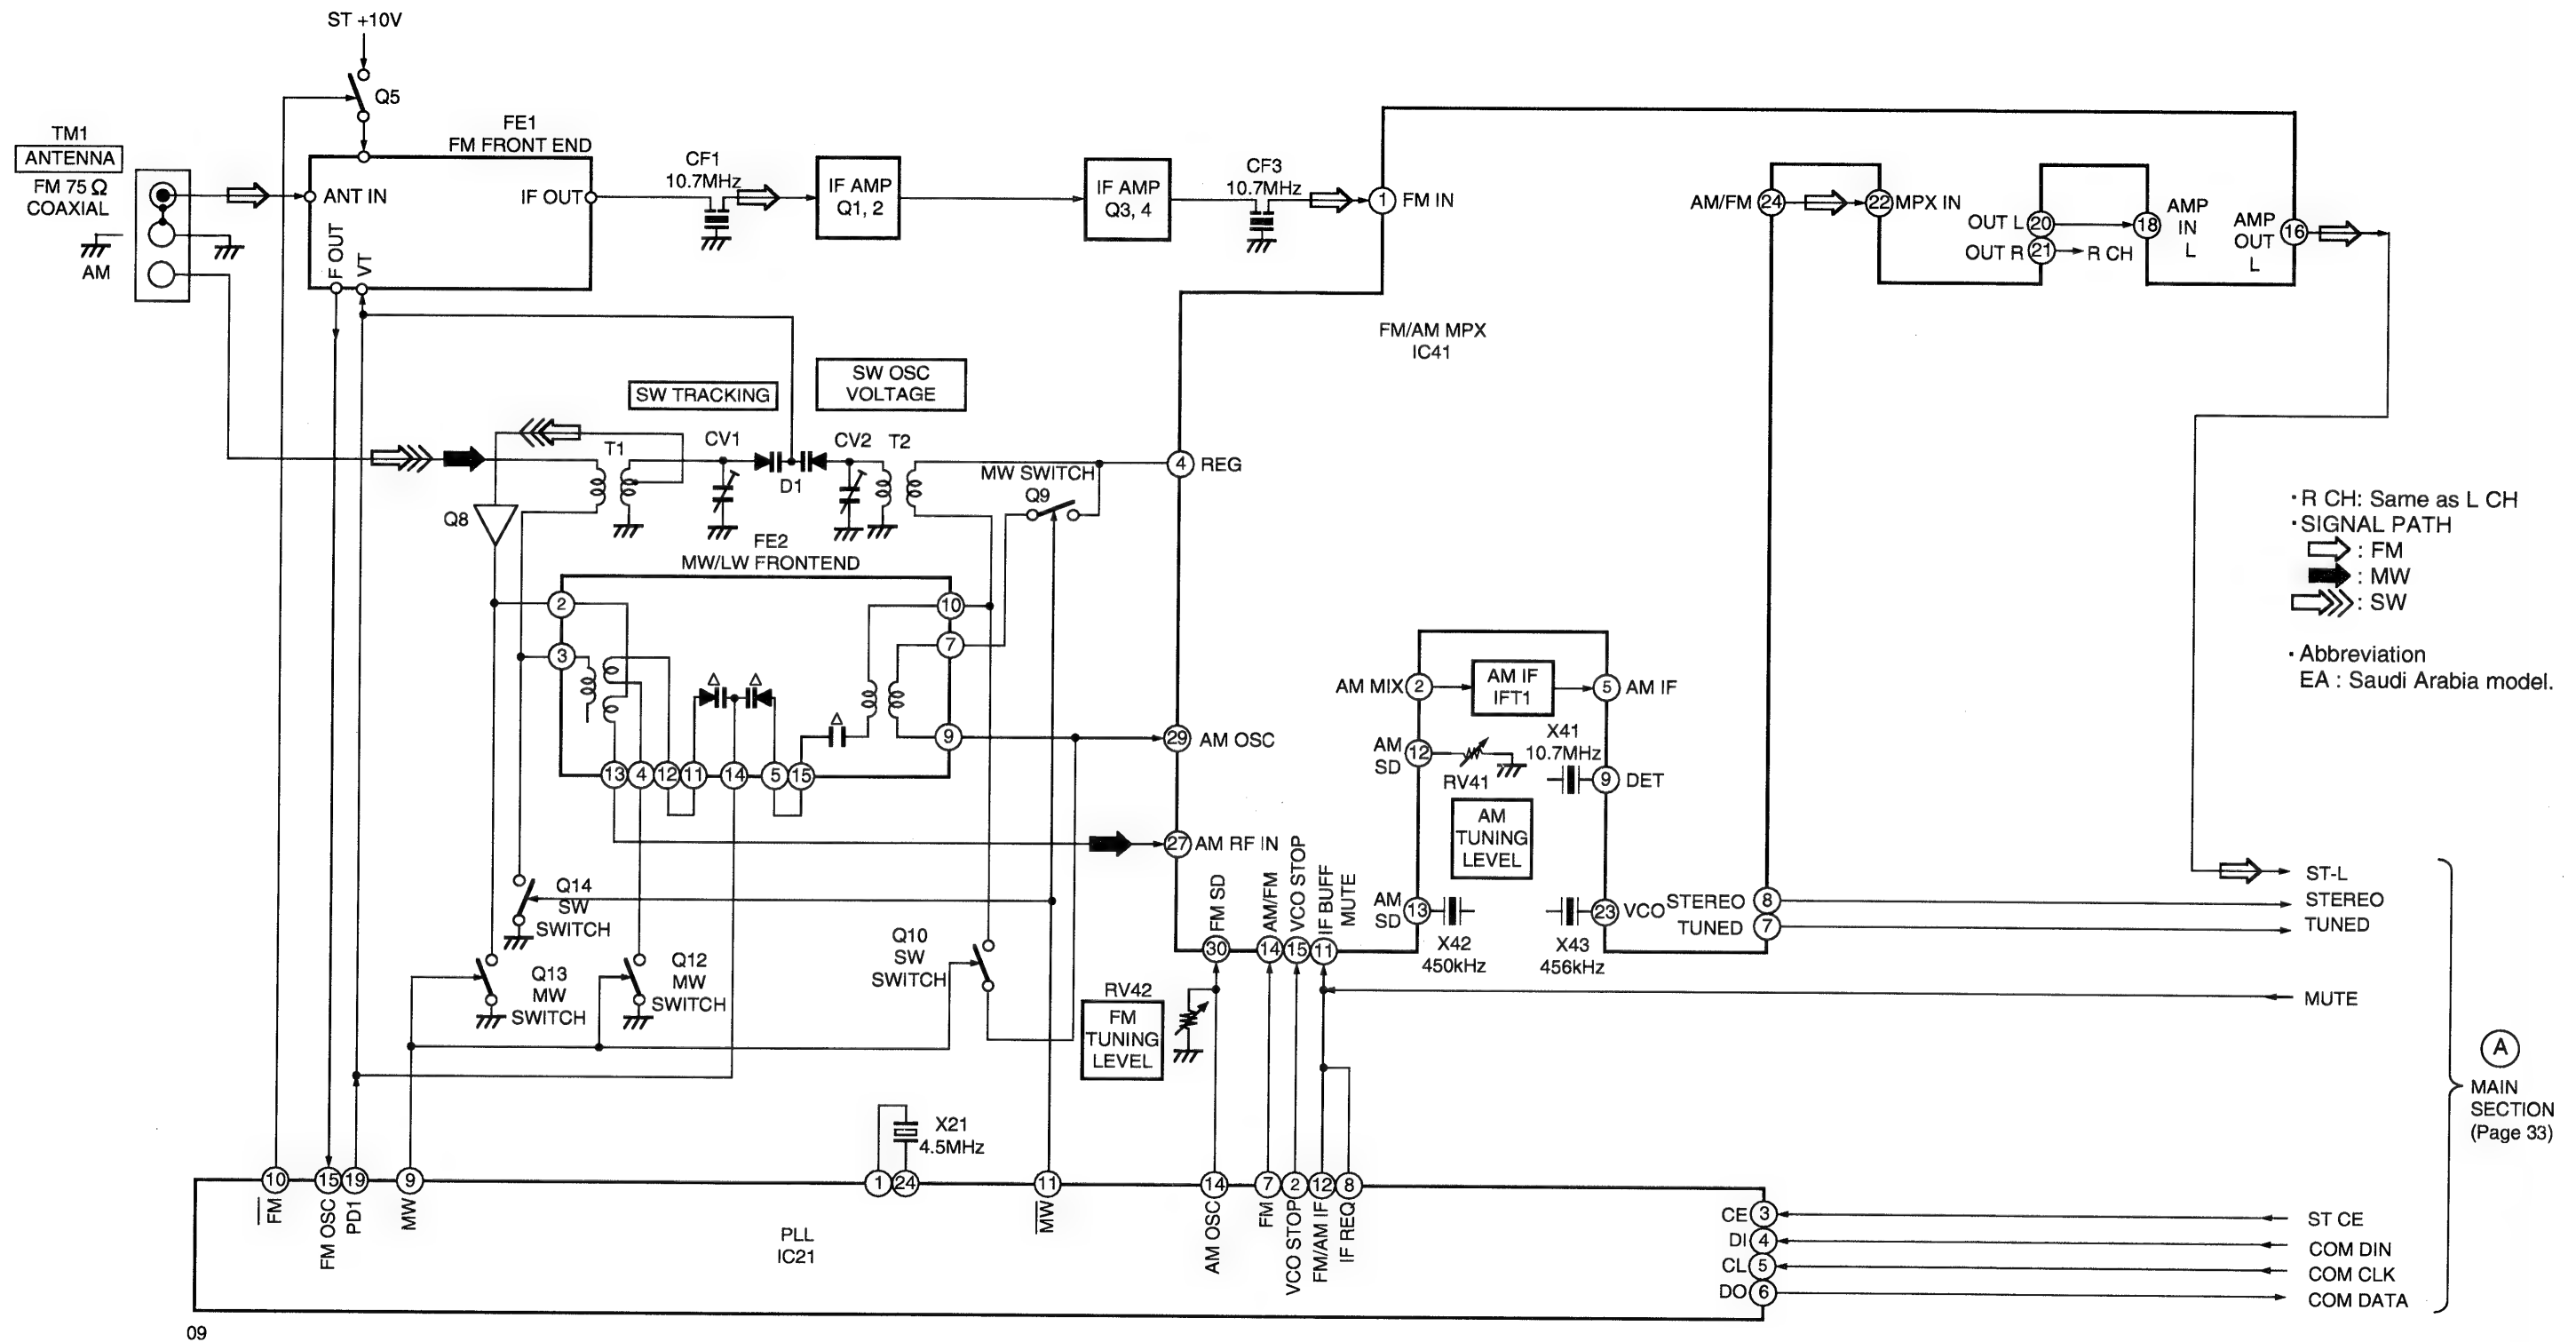 ST +10V
Q5
TM1
ANTENNA
FM 75 Ω
COAXIAL
AM
FE1
FM FRONT END
ANT IN
IF OUT
F OUT
VT
CF1
10.7MHz
IF AMP
Q1, 2
IF AMP
Q3, 4
CF3
10.7MHz
1
FM IN
AM/FM
24
22
MPX IN
OUT L
20
OUT R
21
R CH
18
AMP
IN
L
AMP
OUT
L
16
FM/AM MPX
IC41
SW TRACKING
SW OSC
VOLTAGE
T1
CV1
D1
CV2
T2
MW SWITCH
Q9
4
REG
Q8
FE2
MW/LW FRONTEND
2
3
10
7
9
13
4
12
11
14
5
15
29
AM OSC
27
AM RF IN
AM MIX
2
AM IF
IFT1
5
AM IF
AM
SD
12
RV41
X41
10.7MHz
9
DET
AM
TUNING
LEVEL
AM
SD
13
X42
450kHz
X43
456kHz
23
VCO
STEREO
8
TUNED
7
FM SD
AM/FM
VCO STOP
IF BUFF
MUTE
30
14
15
11
Q14
SW
SWITCH
Q13
MW
SWITCH
Q12
MW
SWITCH
Q10
SW
SWITCH
RV42
FM
TUNING
LEVEL
· R CH: Same as L CH
· SIGNAL PATH
: FM
: MW
: SW
· Abbreviation
EA : Saudi Arabia model.
ST-L
STEREO
TUNED
MUTE
A
MAIN
SECTION
(Page 33)
X21
4.5MHz
10
15
19
9
1
24
11
14
7
2
12
8
FM
FM OSC
PD1
MW
MW
AM OSC
FM
VCO STOP
FM/AM IF
IF REQ
PLL
IC21
CE
3
ST CE
DI
4
COM DIN
CL
5
COM CLK
DO
6
COM DATA
09